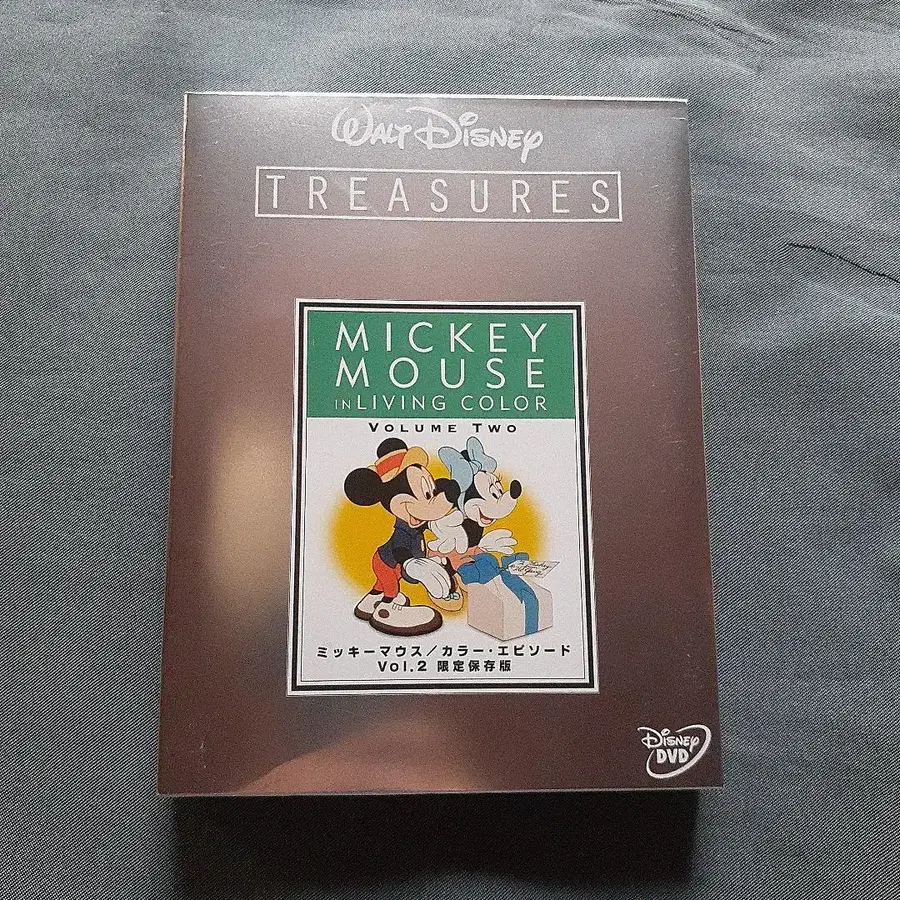 WALT DISNEY
TREASURES
MICKEY
MOUSE
IN LIVING COLOR
VOLUME TWO
ミッキーマウス/カラー・エピソード
Vol.2 限定保存版
DISNEY
DVD